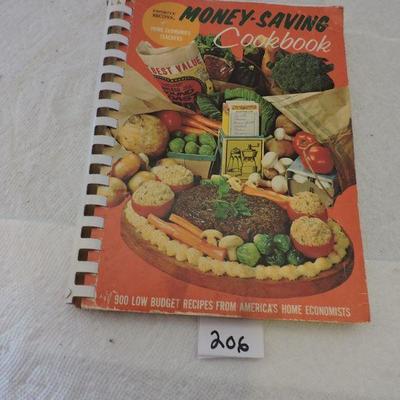 FAVORITE
RECIPES®
of
HOME ECONOMICS
TEACHERS
MONEY-SAVING
Cookbook
BEST VALUE
900 LOW BUDGET RECIPES FROM AMERICA'S HOME ECONOMISTS
206